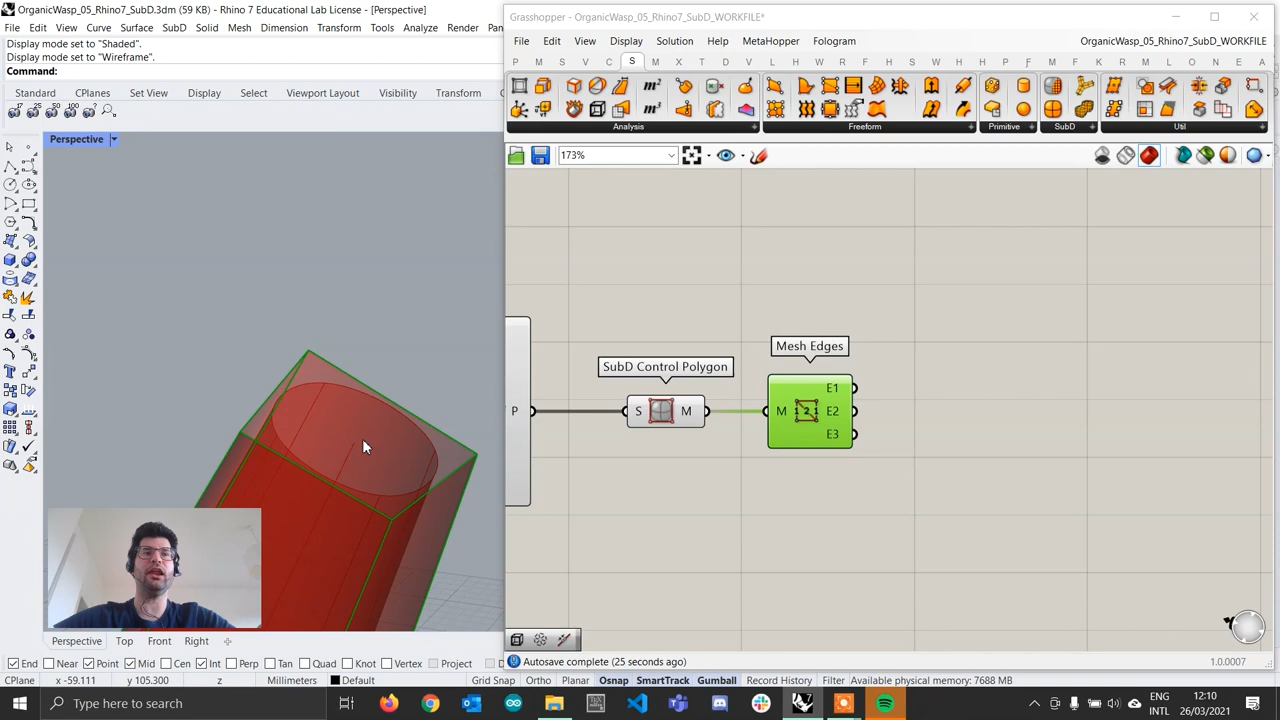 OrganicWasp_05_Rhino7_SubD.3dm (59 KB) - Rhino 7 Educational Lab License - [Perspective]
File Edit View Curve Surface SubD Solid Mesh Dimension Transform Tools Analyze Render Pan
Display mode set to "Shaded".
Display mode set to "Wireframe".
Command:
Standard CPlanes Set View Display Select Viewport Layout Visibility Transform
Perspective
Grasshopper - OrganicWasp_05_Rhino7_SubD_WORKFILE*
File Edit View Display Solution Help MetaHopper Fologram OrganicWasp_05_Rhino7_SubD_WORKFILE
P M S V C S M I T D V L K H P M F F D B E A
Analysis Freeform Primitive SubD Util
173%
Mesh Edges
SubD Control Polygon
P S M M E1 E2 E3
Perspective Top Front Right
End Near Point Mid Cen Int Perp Tan Quad Knot Vertex Project
Autosave complete (25 seconds ago) 1.0.0007
CPlane x -59.111 y 105.300 z Millimeters Default Grid Snap Ortho Planar Osnap SmartTrack Gumball Record History Filter Available physical memory: 7688 MB
Type here to search
ENG
INTL
12:10
26/03/2021